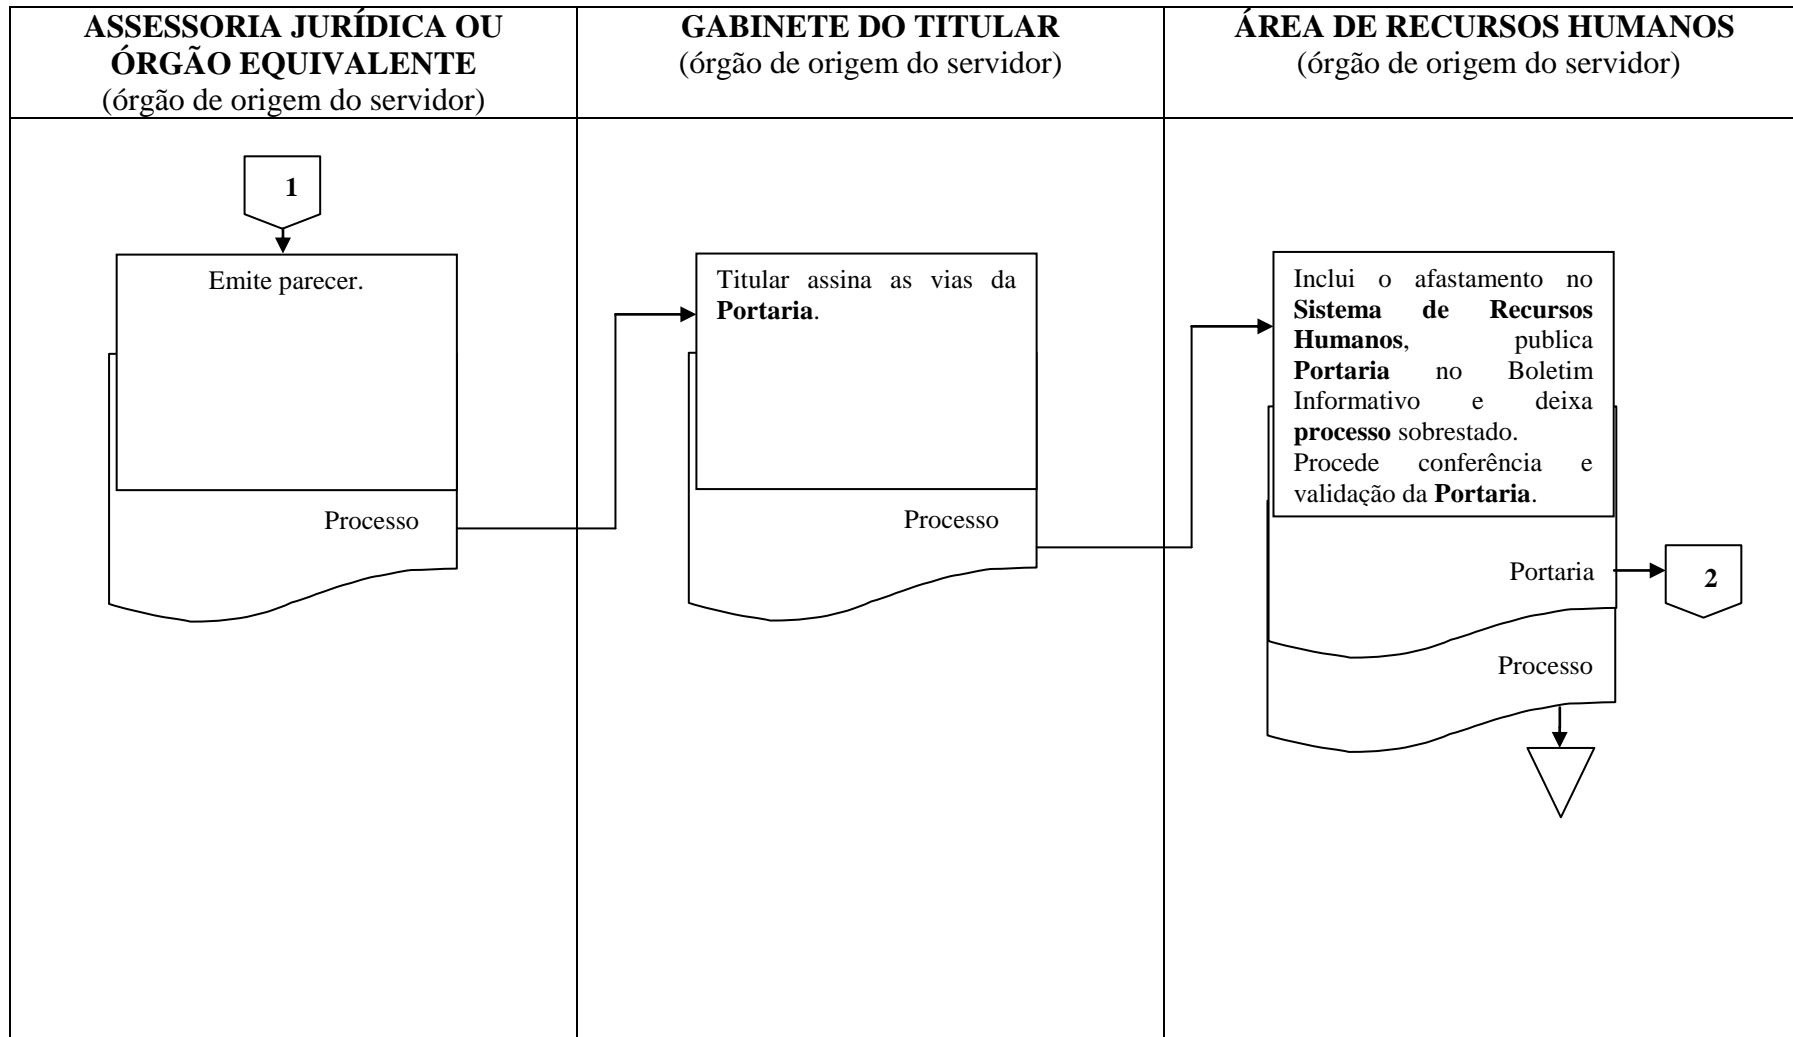 ASSESSORIA JURÍDICA OU
ÓRGÃO EQUIVALENTE
(órgão de origem do servidor)
GABINETE DO TITULAR
(órgão de origem do servidor)
ÁREA DE RECURSOS HUMANOS
(órgão de origem do servidor)
1
Emite parecer.
Processo
Titular assina as vias da
Portaria.
Processo
Inclui o afastamento no
Sistema de Recursos
Humanos, publica
Portaria no Boletim
Informativo e deixa
processo sobrestado.
Procede conferência e
validação da Portaria.
Portaria
2
Processo